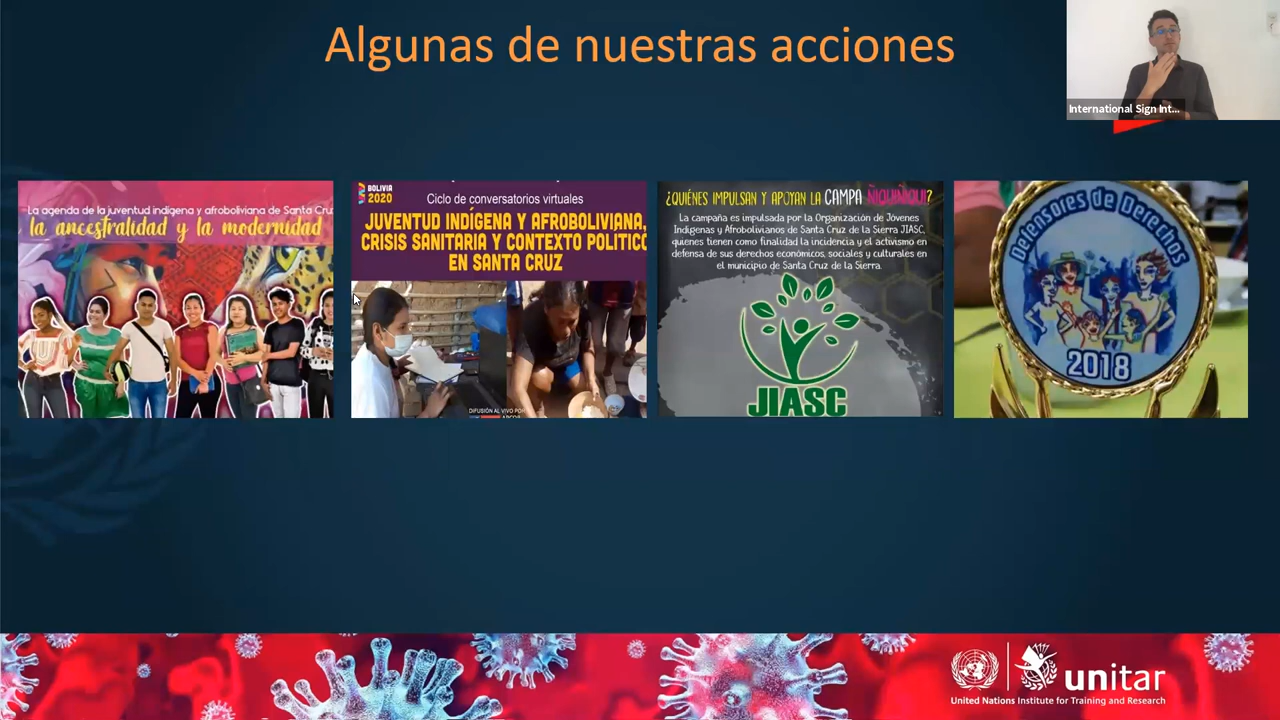 Algunas de nuestras acciones
International Sign Int...
La agenda de la juventud indígena y afroboliviana de Santa Cruz
la ancestralidad y la modernidad
BOLIVIA
2020
Ciclo de conversatorios virtuales
JUVENTUD INDÍGENA Y AFROBOLIVIANA,
CRISIS SANITARIA Y CONTEXTO POLITICO
EN SANTA CRUZ
DIFUSIÓN AL VIVO POR
¿QUIÉNES IMPULSAN Y APOYAN LA CAMPA ÑIQUIÑIQUI?
La campaña es impulsada por la Organización de Jóvenes
Indígenas y Afrobolivianos de Santa Cruz de la Sierra JIASC,
quienes tienen como finalidad la incidencia y el activismo en
defensa de sus derechos económicos, sociales y culturales en
el municipio de Santa Cruz de la Sierra.
JIASC
Defensores de Derechos
2018
unitar
United Nations Institute for Training and Research